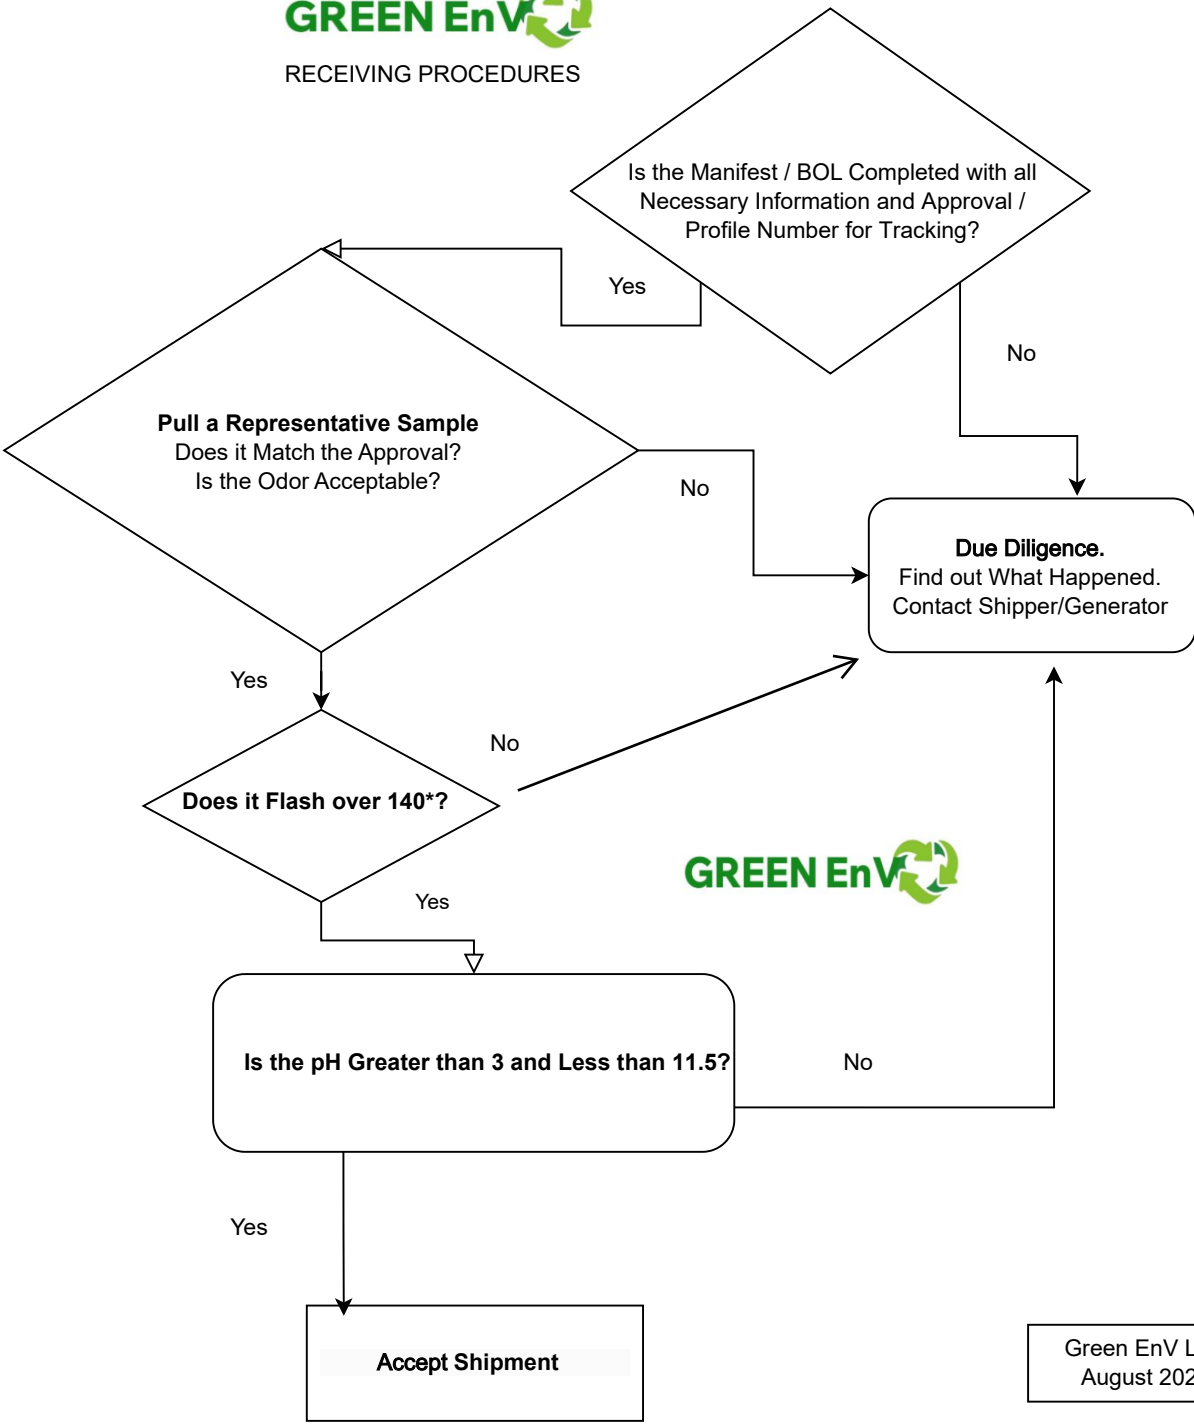 GREEN EnV
RECEIVING PROCEDURES
Is the Manifest / BOL Completed with all
Necessary Information and Approval /
Profile Number for Tracking?
Yes
No
Pull a Representative Sample
Does it Match the Approval?
Is the Odor Acceptable?
No
Due Diligence.
Find out What Happened.
Contact Shipper/Generator
Yes
No
Does it Flash over 140*?
GREEN EnV
Yes
Is the pH Greater than 3 and Less than 11.5?
No
Yes
Accept Shipment
Green EnV
August